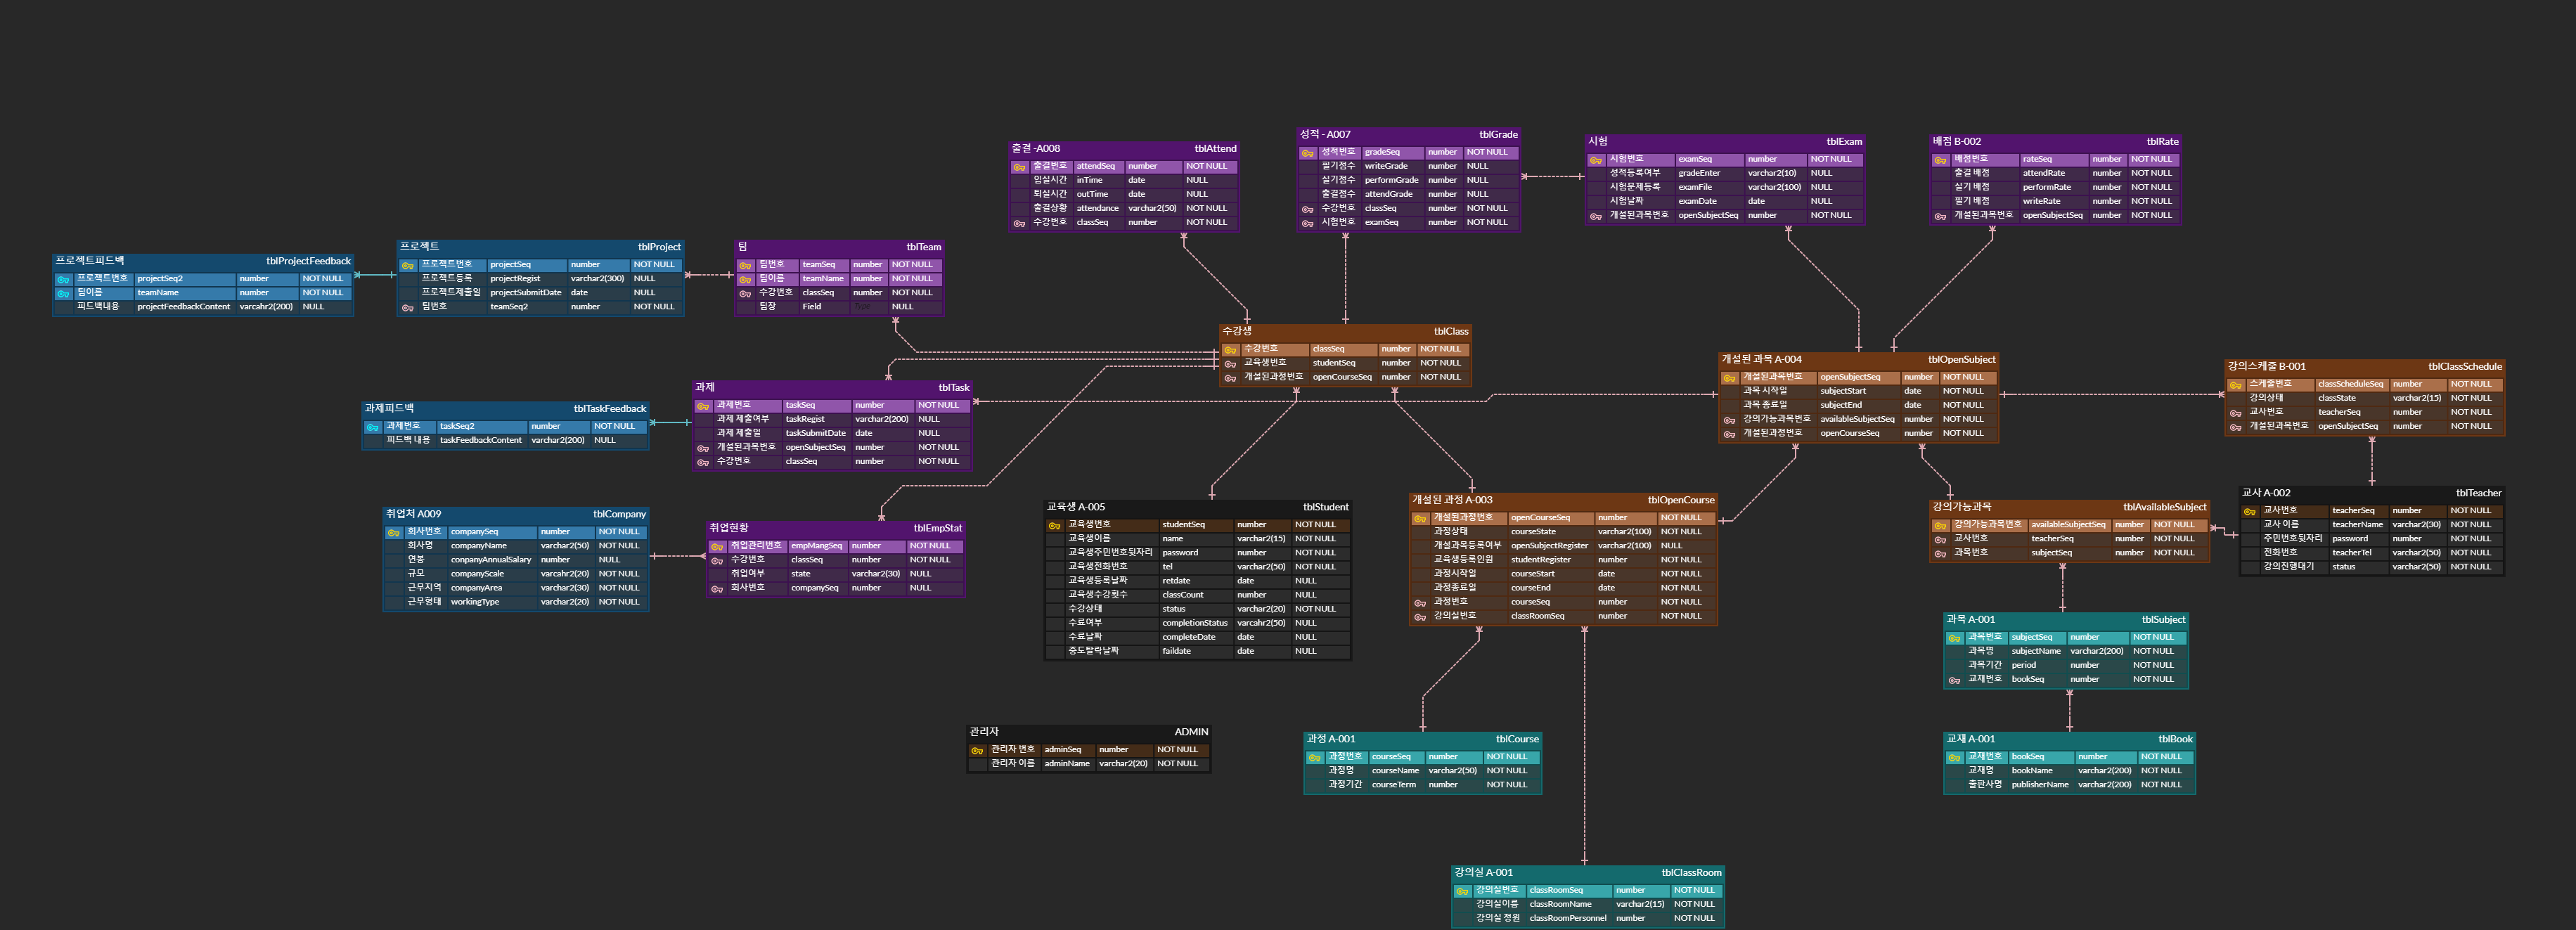 출결 -A008 tblAttend
출결번호 attendSeq number NOT NULL
입실시간 inTime date NULL
퇴실시간 outTime date NULL
출결상황 attendance varchar2(50) NOT NULL
수강번호 classSeq number NOT NULL
성적 - A007 tblGrade
성적번호 gradeSeq number NOT NULL
필기점수 writeGrade number NULL
실기점수 performGrade number NULL
출결점수 attendGrade number NOT NULL
수강번호 classSeq number NOT NULL
시험번호 examSeq number NOT NULL
시험 tblExam
시험번호 examSeq number NOT NULL
성적등록여부 gradeEnter varchar2(10) NULL
시험문제등록 examFile varchar2(100) NULL
시험날짜 examDate date NULL
개설된과목번호 openSubjectSeq number NOT NULL
배점 B-002 tblRate
배점번호 rateSeq number NOT NULL
출결 배점 attendRate number NOT NULL
실기 배점 performRate number NOT NULL
필기 배점 writeRate number NOT NULL
개설된과목번호 openSubjectSeq number NOT NULL
프로젝트피드백 tblProjectFeedback
프로젝트번호 projectSeq2 number NOT NULL
팀이름 teamName number NOT NULL
피드백내용 projectFeedbackContent varcahr2(200) NULL
프로젝트 tblProject
프로젝트번호 projectSeq number NOT NULL
프로젝트등록 projectRegist varchar2(300) NULL
프로젝트제출일 projectSubmitDate date NULL
팀번호 teamSeq2 number NOT NULL
팀 tblTeam
팀번호 teamSeq number NOT NULL
팀이름 teamName number NOT NULL
수강번호 classSeq number NOT NULL
팀장 Field Type NULL
수강생 tblClass
수강번호 classSeq number NOT NULL
교육생번호 studentSeq number NOT NULL
개설된과정번호 openCourseSeq number NOT NULL
개설된 과목 A-004 tblOpenSubject
개설된과목번호 openSubjectSeq number NOT NULL
과목 시작일 subjectStart date NOT NULL
과목 종료일 subjectEnd date NOT NULL
강의가능과목번호 availableSubjectSeq number NOT NULL
개설된과정번호 openCourseSeq number NOT NULL
강의스케줄 B-001 tblClassSchedule
스케줄번호 classScheduleSeq number NOT NULL
강의상태 classState varchar2(15) NOT NULL
교사번호 teacherSeq number NOT NULL
개설된과목번호 openSubjectSeq number NOT NULL
과제피드백 tblTaskFeedback
과제번호 taskSeq2 number NOT NULL
피드백 내용 taskFeedbackContent varchar2(200) NULL
과제 tblTask
과제번호 taskSeq number NOT NULL
과제 제출여부 taskRegist varchar2(200) NULL
과제 제출일 taskSubmitDate date NULL
개설된과목번호 openSubjectSeq number NOT NULL
수강번호 classSeq number NOT NULL
취업처 A009 tblCompany
회사번호 companySeq number NOT NULL
회사명 companyName varchar2(50) NOT NULL
연봉 conpanyAnnualSalary number NULL
규모 companyScale varcahr2(20) NOT NULL
근무지역 companyArea varchar2(30) NOT NULL
근무형태 workingType varchar2(20) NOT NULL
취업현황 tblEmpStat
취업관리번호 empMangSeq number NOT NULL
수강번호 classSeq number NOT NULL
취업여부 state varchar2(30) NULL
회사번호 companySeq number NULL
교육생 A-005 tblStudent
교육생번호 studentSeq number NOT NULL
교육생이름 name varchar2(15) NOT NULL
교육생주민번호뒷자리 password number NOT NULL
교육생전화번호 tel varchar2(50) NOT NULL
교육생등록날짜 retdate date NULL
교육생수강횟수 classCount number NULL
수강상태 status varchar2(20) NOT NULL
수료여부 completionStatus varcahr2(50) NULL
수료날짜 completeDate date NULL
중도탈락날짜 faildate date NULL
개설된 과정 A-003 tblOpenCourse
개설된과정번호 openCourseSeq number NOT NULL
과정상태 courseState varchar2(100) NOT NULL
개설과목등록여부 openSubjectRegister varchar2(100) NULL
교육생등록인원 studentRegister number NOT NULL
과정시작일 courseStart date NOT NULL
과정종료일 courseEnd date NOT NULL
과정번호 courseSeq number NOT NULL
강의실번호 classRoomSeq number NOT NULL
강의가능과목 tblAvailableSubject
강의가능과목번호 availableSubjectSeq number NOT NULL
교사번호 teacherSeq number NOT NULL
과목번호 subjectSeq number NOT NULL
교사 A-002 tblTeacher
교사번호 teacherSeq number NOT NULL
교사 이름 teacherName varchar2(30) NOT NULL
주민번호뒷자리 password number NOT NULL
전화번호 teacherTel varchar2(50) NOT NULL
강의진행대기 status varchar2(50) NOT NULL
과목 A-001 tblSubject
과목번호 subjectSeq number NOT NULL
과목명 subjectName varchar2(200) NOT NULL
과목기간 period number NOT NULL
교재번호 bookSeq number NOT NULL
관리자 ADMIN
관리자 번호 adminSeq number NOT NULL
관리자 이름 adminName varchar2(20) NOT NULL
과정 A-001 tblCourse
과정번호 courseSeq number NOT NULL
과정명 courseName varchar2(50) NOT NULL
과정기간 courseTerm number NOT NULL
교재 A-001 tblBook
교재번호 bookSeq number NOT NULL
교재명 bookName varchar2(200) NOT NULL
출판사명 publisherName varchar2(200) NOT NULL
강의실 A-001 tblClassRoom
강의실번호 classRoomSeq number NOT NULL
강의실이름 classRoomName varchar2(15) NOT NULL
강의실 정원 classRoomPersonnel number NOT NULL